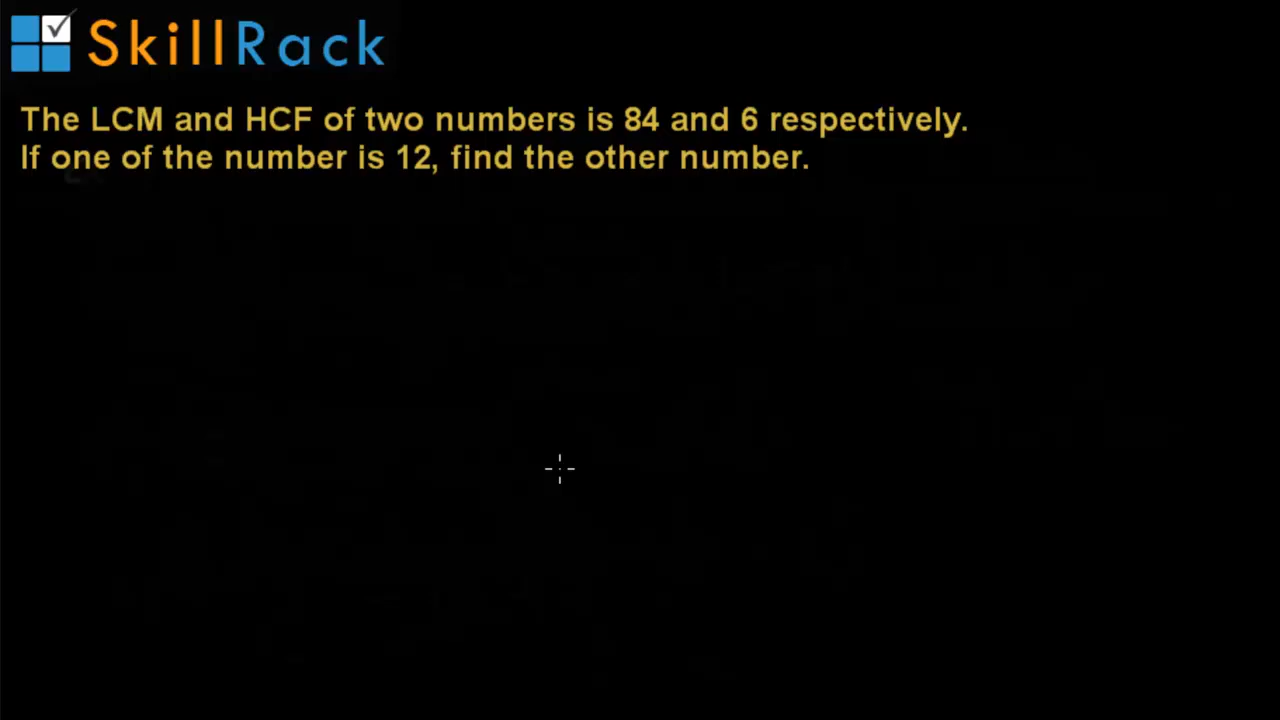 SkillRack
The LCM and HCF of two numbers is 84 and 6 respectively.
If one of the number is 12, find the other number.